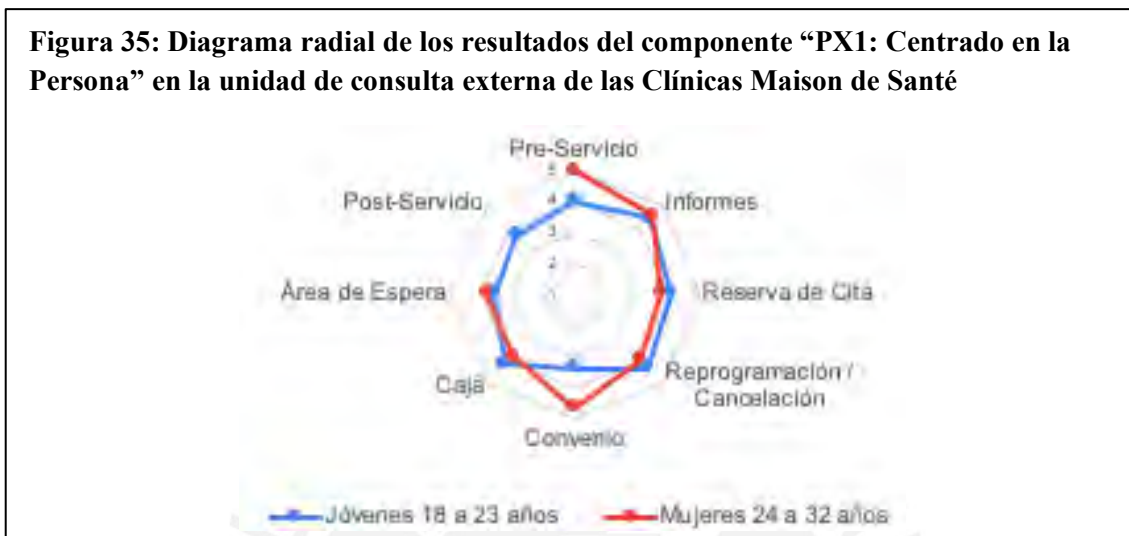 Figura 35: Diagrama radial de los resultados del componente “PX1: Centrado en la
Persona” en la unidad de consulta externa de las Clínicas Maison de Santé
Pre-Servicio
5
Post-Servicio
4
Informes
3
2
Área de Espera
1
Reserva de Cita
Caja
Reprogramación /
Cancelación
Convenio
Jóvenes 18 a 23 años
Mujeres 24 a 32 años